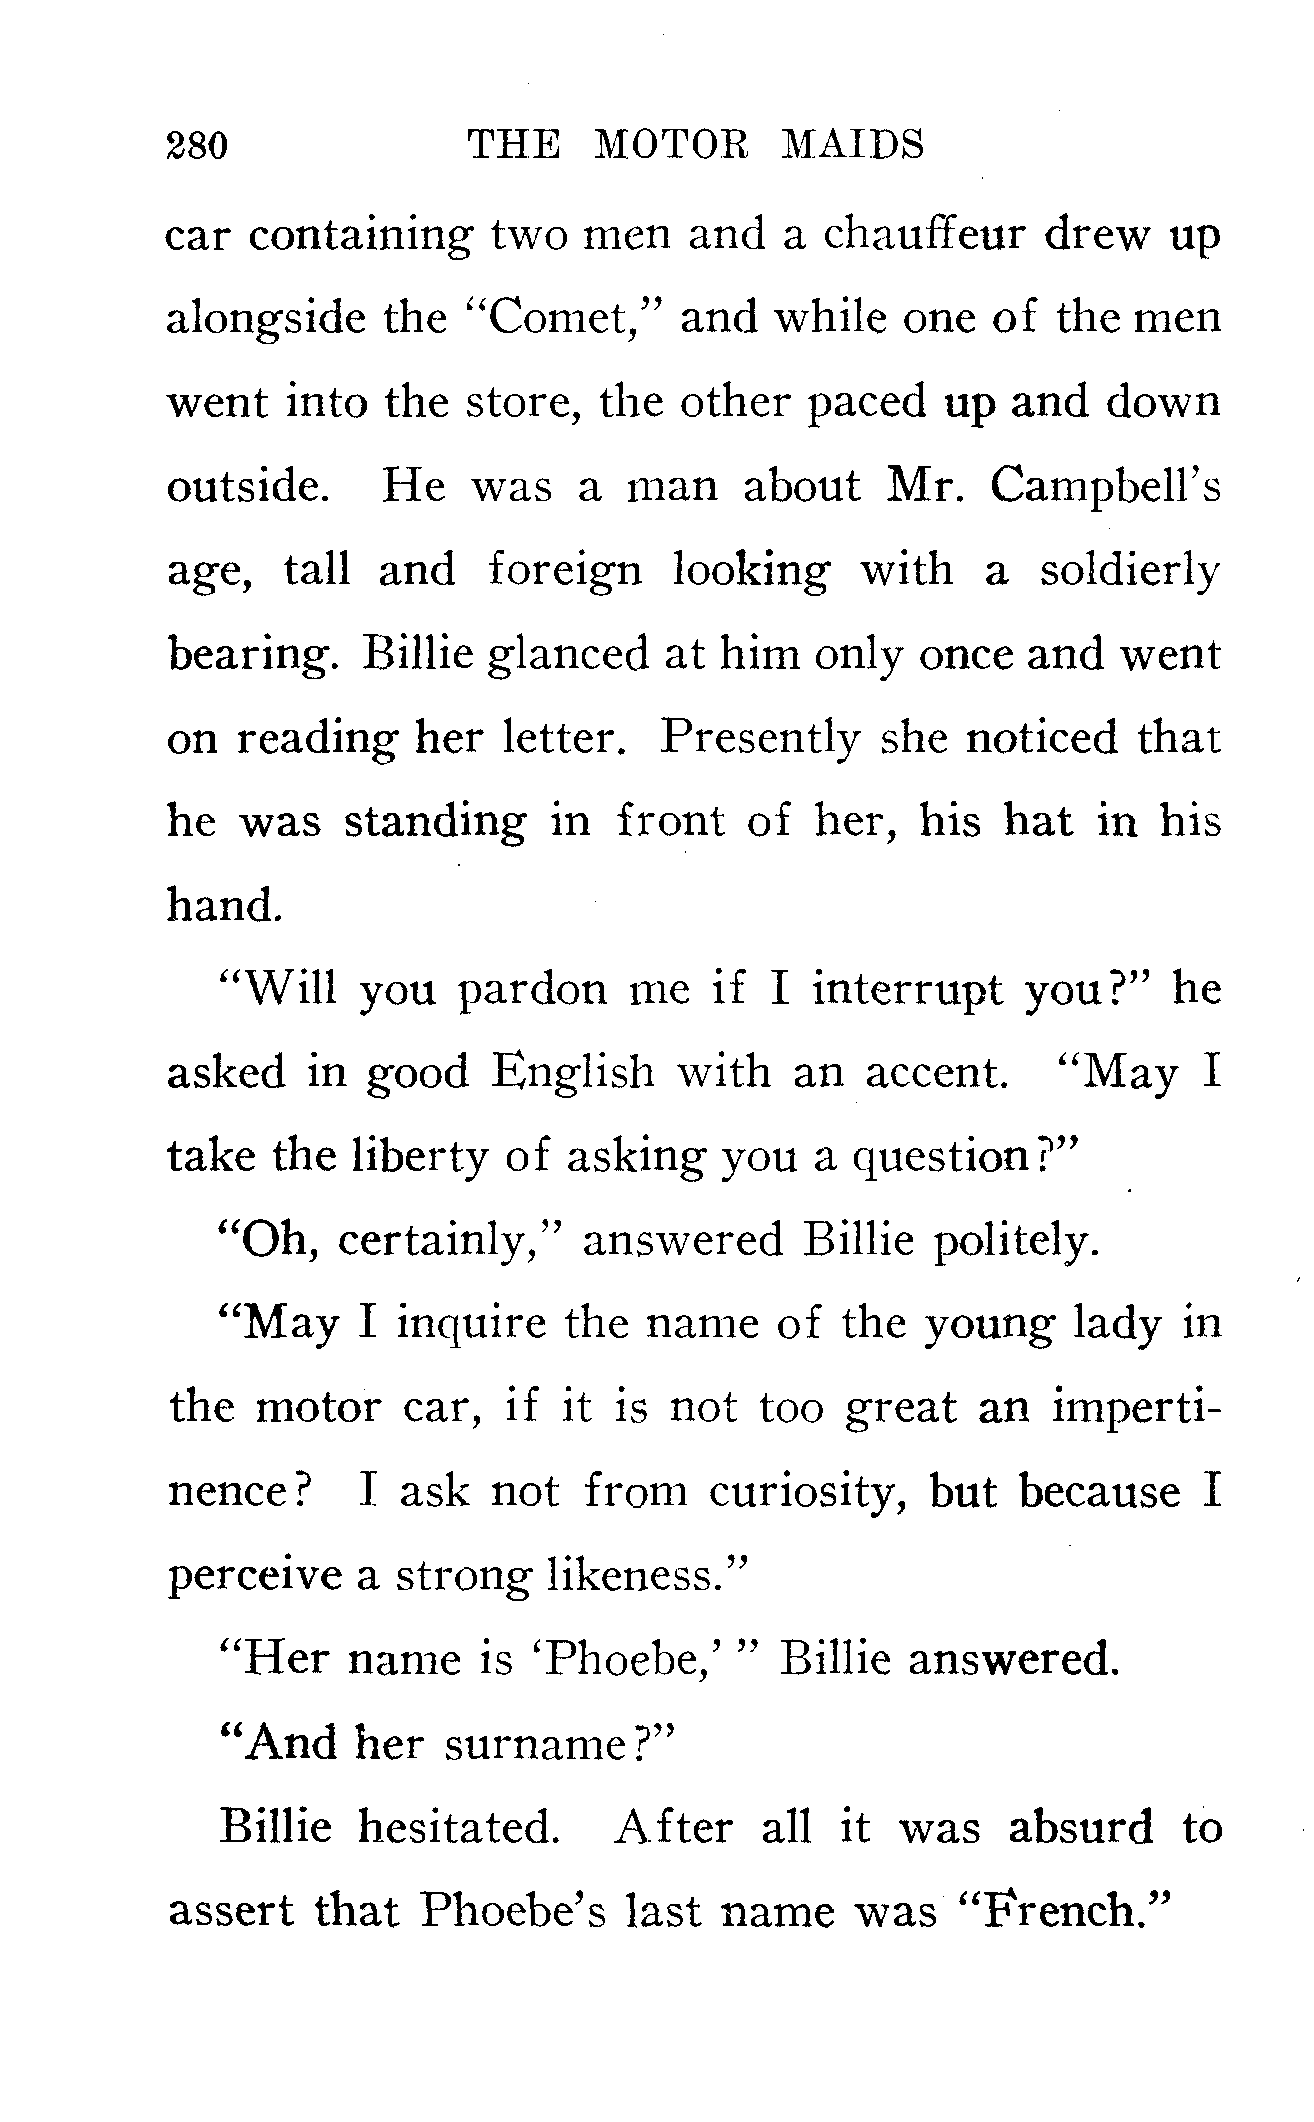 280 THE MOTOR MAIDS
car containing two men and a chauffeur drew up
alongside the "Comet," and while one of the men
went into the store, the other paced up and down
outside. He was a man about Mr. Campbell's
age, tall and foreign looking with a soldierly
bearing. Billie glanced at him only once and went
on reading her letter. Presently she noticed that
he was standing in front of her, his hat in his
hand.
"Will you pardon me if I interrupt you?" he
asked in good English with an accent. "May I
take the liberty of asking you a question?"
"Oh, certainly," answered Billie politely.
"May I inquire the name of the young lady in
the motor car, if it is not too great an imperti-
nence? I ask not from curiosity, but because I
perceive a strong likeness."
"Her name is 'Phoebe,' " Billie answered.
"And her surname?"
Billie hesitated. After all it was absurd to
assert that Phoebe's last name was "French."